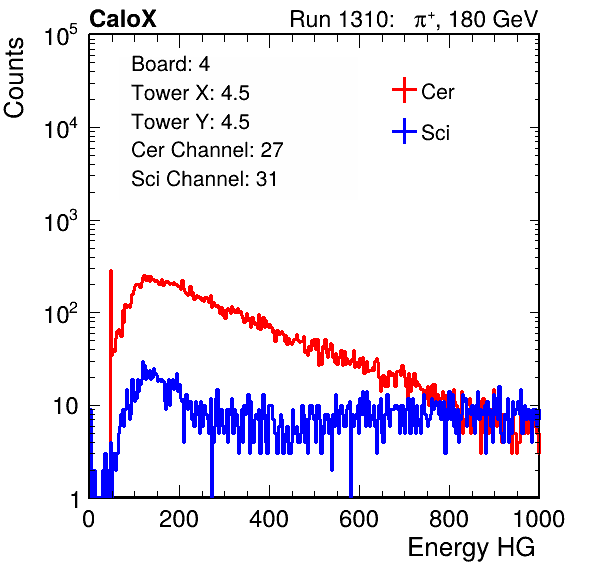 CaloX Run 1310: π⁺, 180 GeV
Counts
10⁵
10⁴
10³
10²
10
1
Board: 4
Tower X: 4.5
Tower Y: 4.5
Cer Channel: 27
Sci Channel: 31
Cer
Sci
0 200 400 600 800 1000
Energy HG